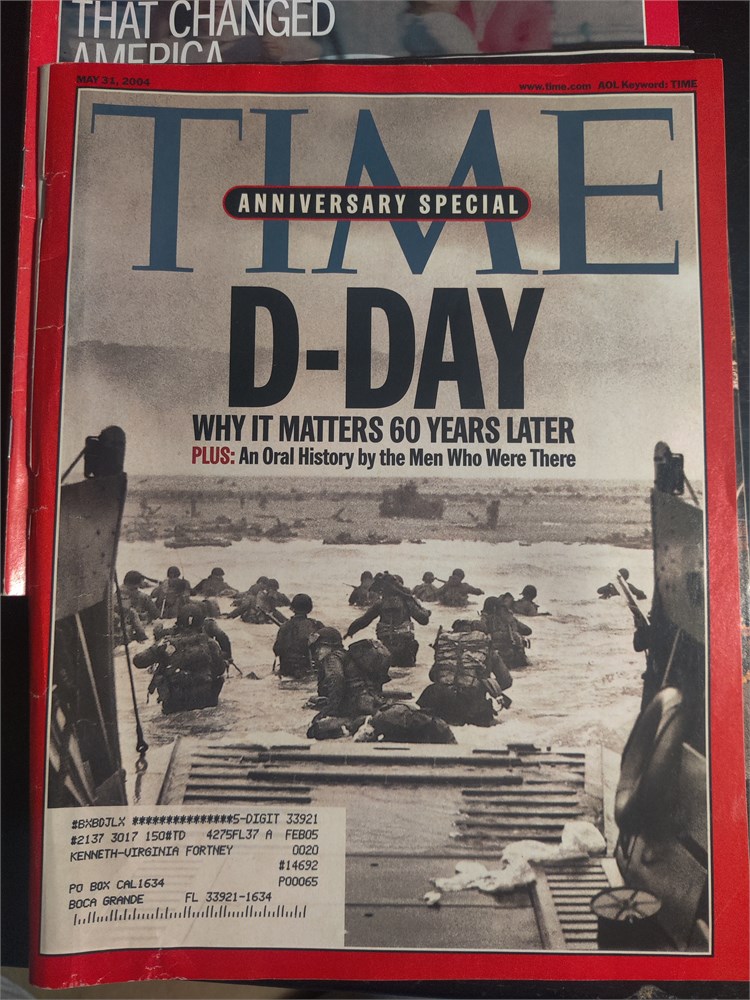 THAT CHANGED
AMERICA
MAY 31, 2004
www.time.com AOL Keyword: TIME
TIME
ANNIVERSARY SPECIAL
D-DAY
WHY IT MATTERS 60 YEARS LATER
PLUS: An Oral History by the Men Who Were There
#BXBDJLX ***************5-DIGIT 33921
#2137 3017 150#TD 4275FL37 A FEB05
KENNETH-VIRGINIA FORTNEY 0020
#14692
PO BOX CAL1634 P00065
BOCA GRANDE FL 33921-1634